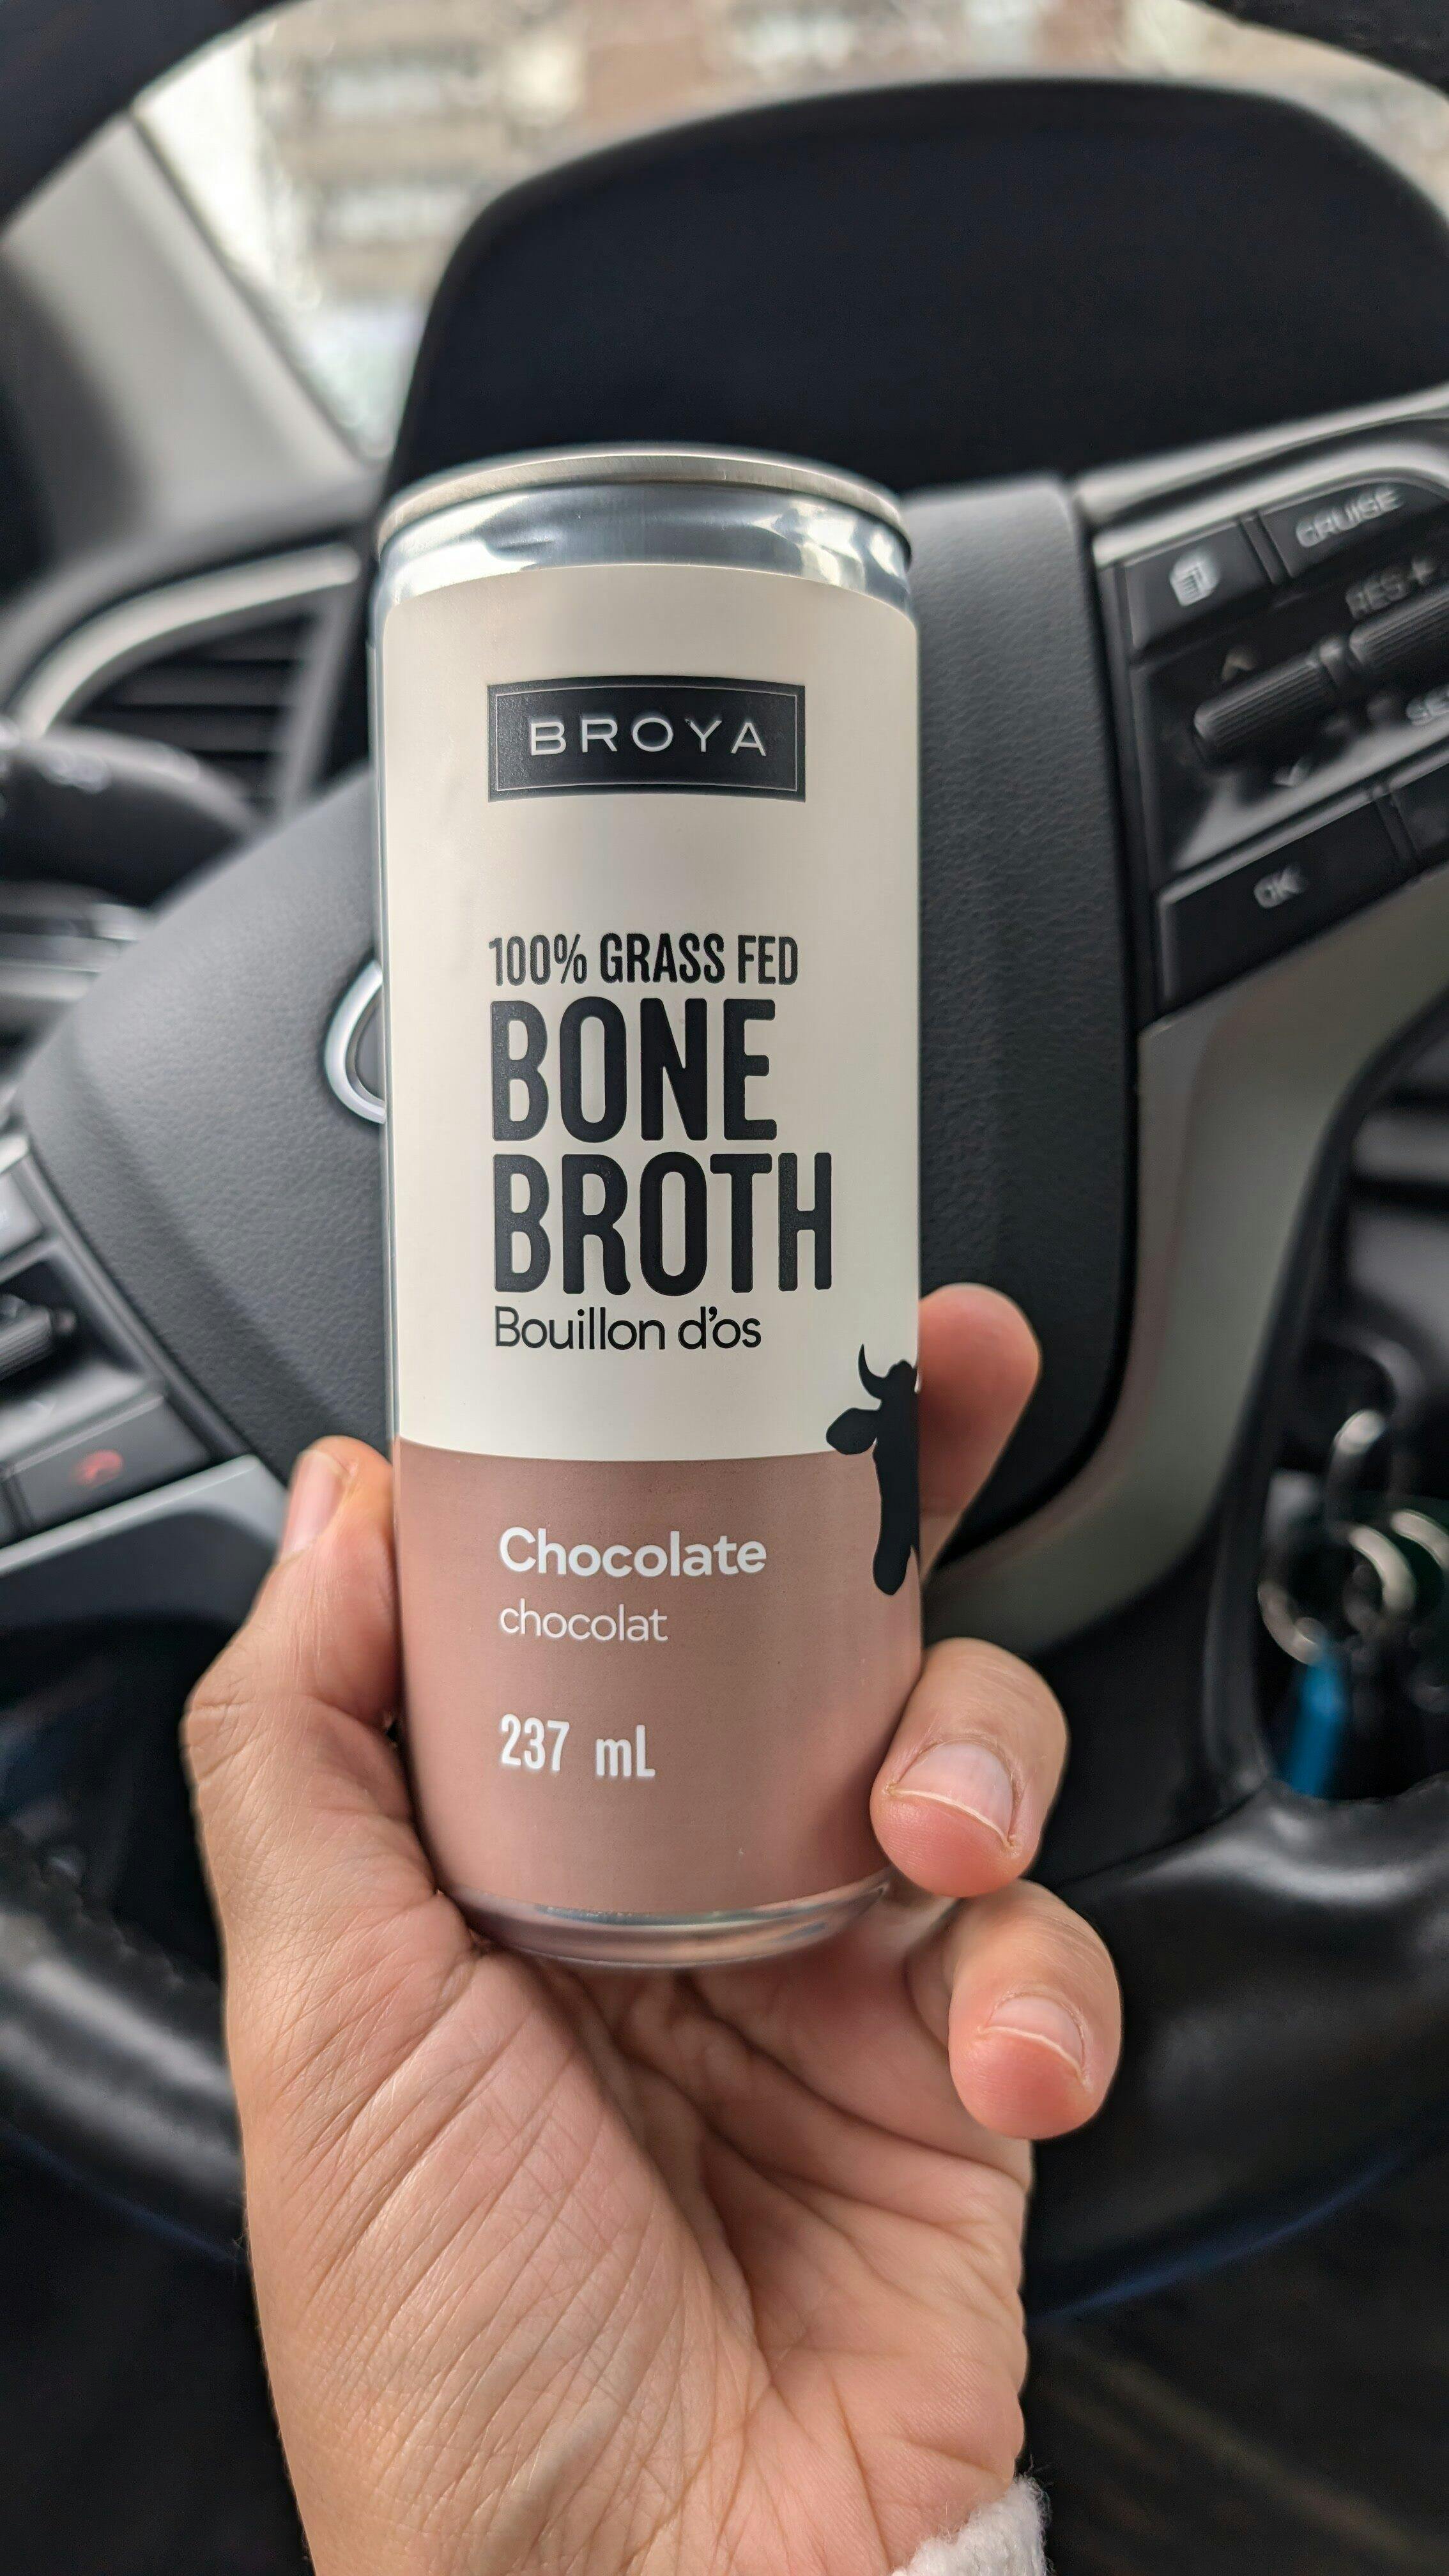 BROYA
100% GRASS FED
BONE
BROTH
Bouillon d'os
Chocolate
chocolat
237 mL
CRUISE
RES+
OK